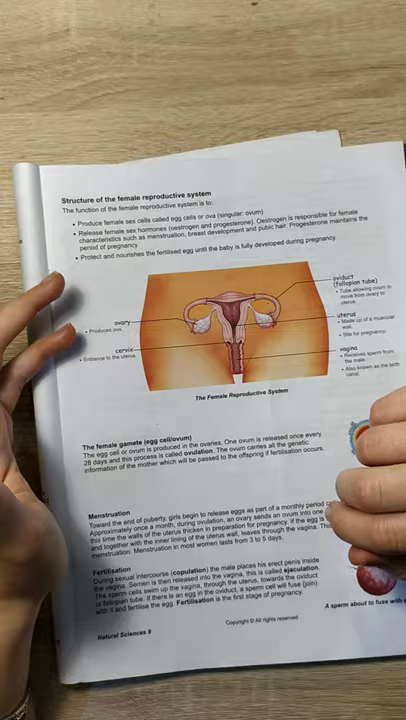 Structure of the female reproductive system
The function of the female reproductive system is to:
• Produce female sex cells called egg cells or ova (singular: ovum)
• Release female sex hormones (oestrogen and progesterone). Oestrogen is responsible for female
characteristics such as menstruation, breast development and pubic hair. Progesterone maintains the
period of pregnancy.
• Protect and nourishes the fertilised egg until the baby is fully developed during pregnancy
oviduct
(fallopian tube)
• Tube allowing ovum to
move from ovary to
uterus.
ovary
• Produces ova.
uterus
• Made up of a muscular
wall.
• Site for pregnancy.
cervix
• Entrance to the uterus.
vagina
• Receives sperm from
the male.
• Also known as the birth
canal.
The Female Reproductive System
The female gamete (egg cell/ovum)
The egg cell or ovum is produced in the ovaries. One ovum is released once every
28 days and this process is called ovulation. The ovum carries all the genetic
information of the mother which will be passed to the offspring if fertilisation occurs.
Menstruation
Toward the end of puberty, girls begin to release eggs as part of a monthly period
Approximately once a month, during ovulation, an ovary sends an ovum into one
this time the walls of the uterus thicken in preparation for pregnancy. If the egg is
and together with the inner lining of the uterus wall, leaves through the vagina. This
menstruation. Menstruation in most women lasts from 3 to 5 days.
Fertilisation
During sexual intercourse (copulation) the male places his erect penis inside
the vagina. Semen is then released into the vagina, this is called ejaculation.
The sperm cells swim up the vagina, through the uterus, towards the oviduct
or fallopian tube. If there is an egg in the oviduct, a sperm cell will fuse (join)
with it and fertilise the egg. Fertilisation is the first stage of pregnancy.
A sperm about to fuse with
Copyright © All rights reserved
Natural Sciences 9